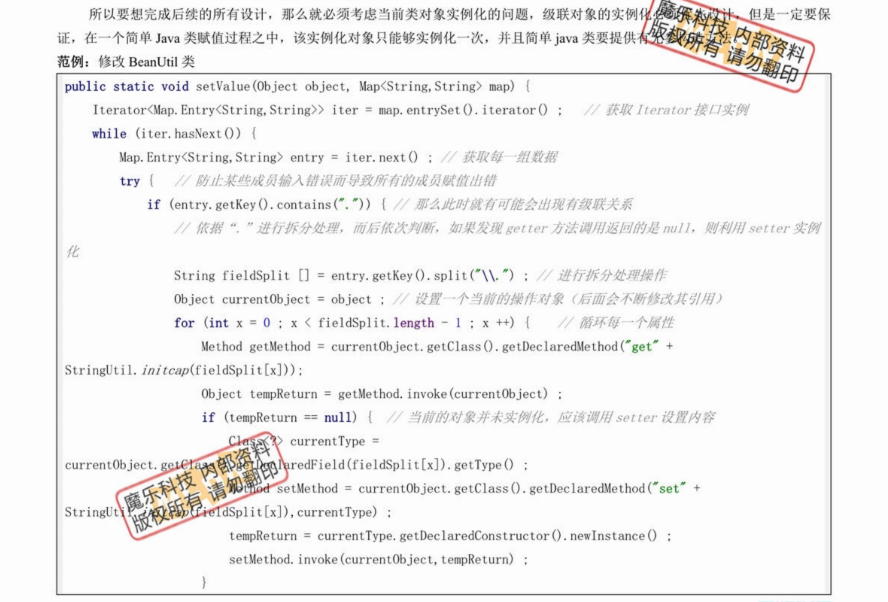 所以要想完成后续的所有设计，那么就必须考虑当前类对象实例化的问题，级联对象的实例化 设计，但是一定要保
证，在一个简单 Java 类赋值过程之中，该实例化对象只能够实例化一次，并且简单 java 类要提供有
范例：修改 BeanUtil 类
public static void setValue(Object object, Map<String,String> map) {
Iterator<Map.Entry<String,String>> iter = map.entrySet().iterator() ; // 获取 Iterator 接口实例
while (iter.hasNext()) {
Map.Entry<String,String> entry = iter.next() ; // 获取每一组数据
try { // 防止某些成员输入错误而导致所有的成员赋值出错
if (entry.getKey().contains(".")) { // 那么此时就有可能会出现有级联关系
// 依据“.”进行拆分处理，而后依次判断，如果发现 getter 方法调用返回的是 null，则利用 setter 实例
化
String fieldSplit [] = entry.getKey().split("\\.") ; // 进行拆分处理操作
Object currentObject = object ; // 设置一个当前的操作对象（后面会不断修改其引用）
for (int x = 0 ; x < fieldSplit.length - 1 ; x ++) { // 循环每一个属性
Method getMethod = currentObject.getClass().getDeclaredMethod("get" +
StringUtil.initcap(fieldSplit[x]));
Object tempReturn = getMethod.invoke(currentObject) ;
if (tempReturn == null) { // 当前的对象并未实例化，应该调用 setter 设置内容
Class<?> currentType =
currentObject.getClass().getDeclaredField(fieldSplit[x]).getType() ;
Method setMethod = currentObject.getClass().getDeclaredMethod("set" +
StringUtil.initcap(fieldSplit[x]),currentType) ;
tempReturn = currentType.getDeclaredConstructor().newInstance() ;
setMethod.invoke(currentObject,tempReturn) ;
}
魔乐科技 内部资料
版权所有 请勿翻印
魔乐科技 内部资料
版权所有 请勿翻印